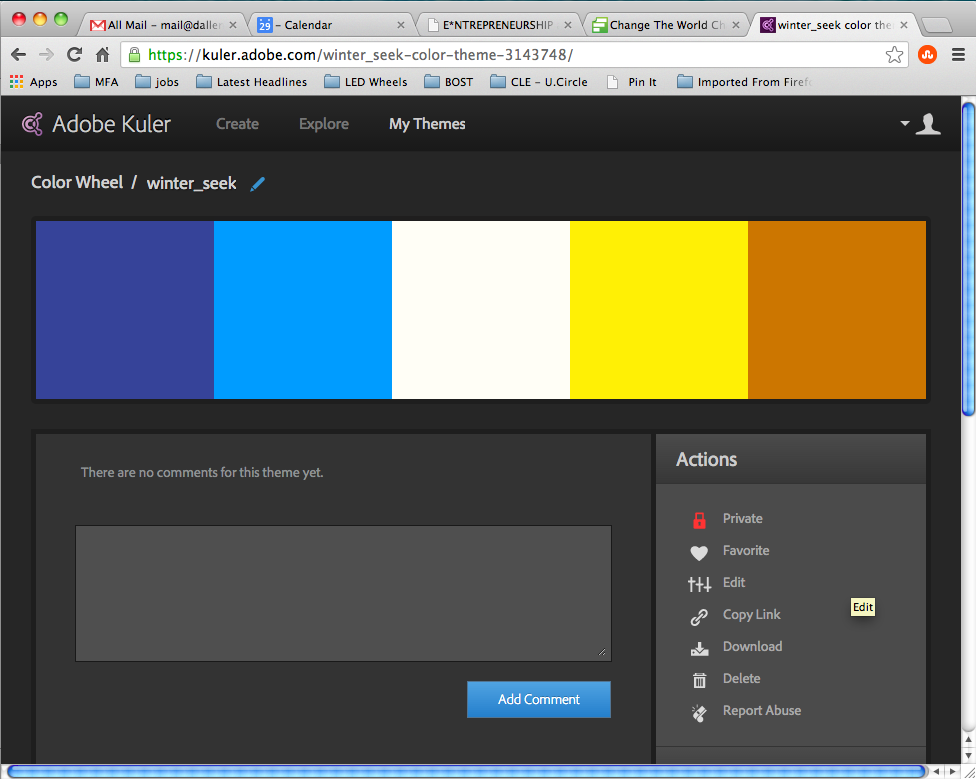 All Mail – mail@daller
29
– Calendar
E*NTREPRENEURSHIP
Change The World Ch
winter_seek color the
https://kuler.adobe.com/winter_seek-color-theme-3143748/
Apps
MFA
jobs
Latest Headlines
LED Wheels
BOST
CLE – U.Circle
Pin It
Imported From Firef
Adobe Kuler
Create
Explore
My Themes
Color Wheel / winter_seek
There are no comments for this theme yet.
Add Comment
Actions
Private
Favorite
Edit
Copy Link
Edit
Download
Delete
Report Abuse